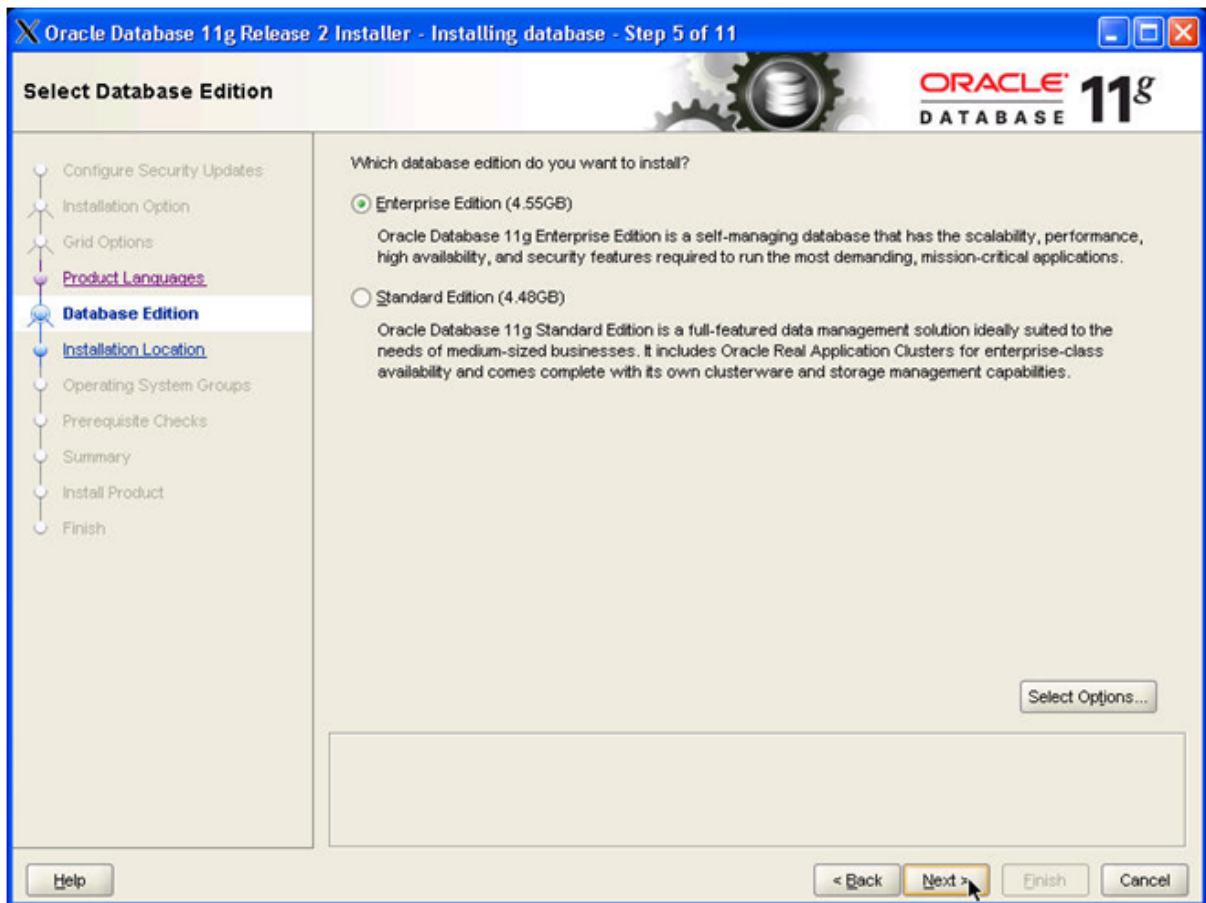 Oracle Database 11g Release 2 Installer - Installing database - Step 5 of 11
Select Database Edition
ORACLE
DATABASE
11g
Configure Security Updates
Installation Option
Grid Options
Product Languages
Database Edition
Installation Location
Operating System Groups
Prerequisite Checks
Summary
Install Product
Finish
Which database edition do you want to install?
Enterprise Edition (4.55GB)
Oracle Database 11g Enterprise Edition is a self-managing database that has the scalability, performance,
high availability, and security features required to run the most demanding, mission-critical applications.
Standard Edition (4.48GB)
Oracle Database 11g Standard Edition is a full-featured data management solution ideally suited to the
needs of medium-sized businesses. It includes Oracle Real Application Clusters for enterprise-class
availability and comes complete with its own clusterware and storage management capabilities.
Select Options...
Help
< Back
Next >
Finish
Cancel